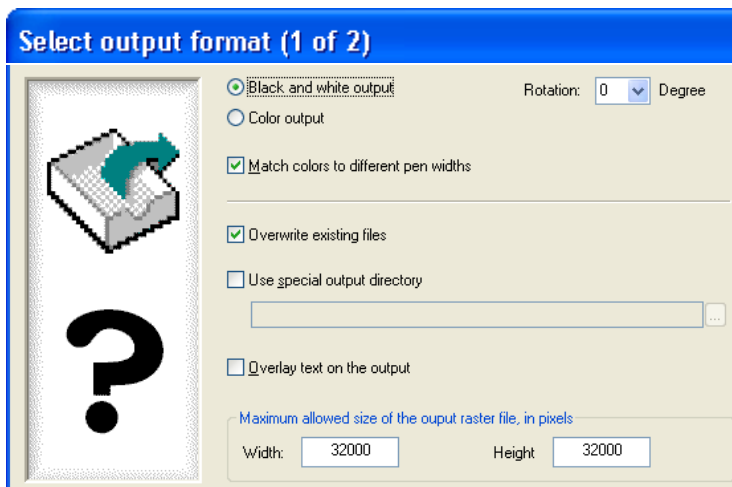 Select output format (1 of 2)
Black and white output Rotation: 0 Degree
Color output
Match colors to different pen widths
Overwrite existing files
Use special output directory
...
Overlay text on the output
Maximum allowed size of the ouput raster file, in pixels
Width: 32000 Height 32000